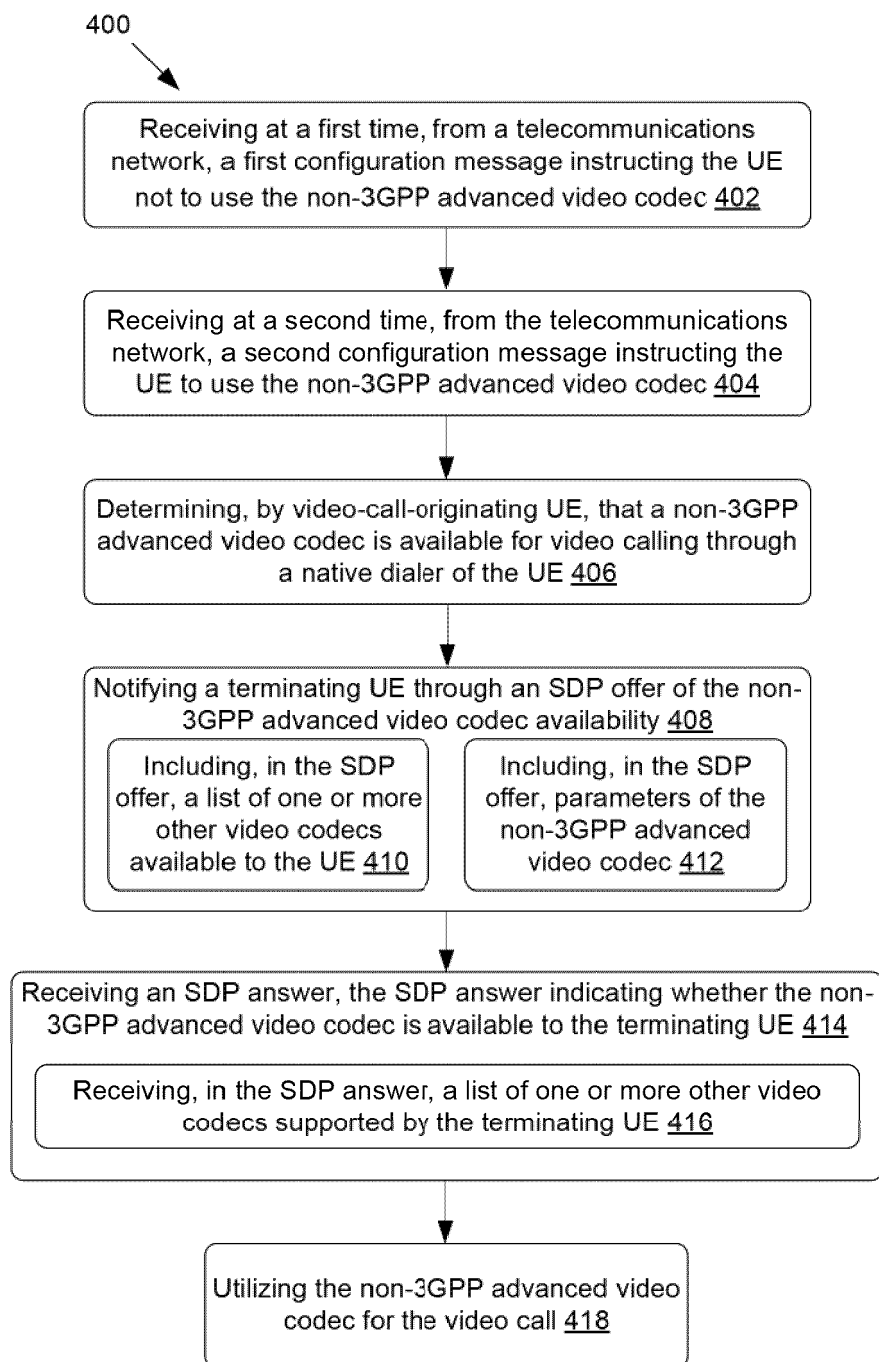 400
Receiving at a first time, from a telecommunications
network, a first configuration message instructing the UE
not to use the non-3GPP advanced video codec 402
Receiving at a second time, from the telecommunications
network, a second configuration message instructing the
UE to use the non-3GPP advanced video codec 404
Determining, by video-call-originating UE, that a non-3GPP
advanced video codec is available for video calling through
a native dialer of the UE 406
Notifying a terminating UE through an SDP offer of the non-
3GPP advanced video codec availability 408
Including, in the SDP
offer, a list of one or more
other video codecs
available to the UE 410
Including, in the SDP
offer, parameters of the
non-3GPP advanced
video codec 412
Receiving an SDP answer, the SDP answer indicating whether the non-
3GPP advanced video codec is available to the terminating UE 414
Receiving, in the SDP answer, a list of one or more other video
codecs supported by the terminating UE 416
Utilizing the non-3GPP advanced video
codec for the video call 418